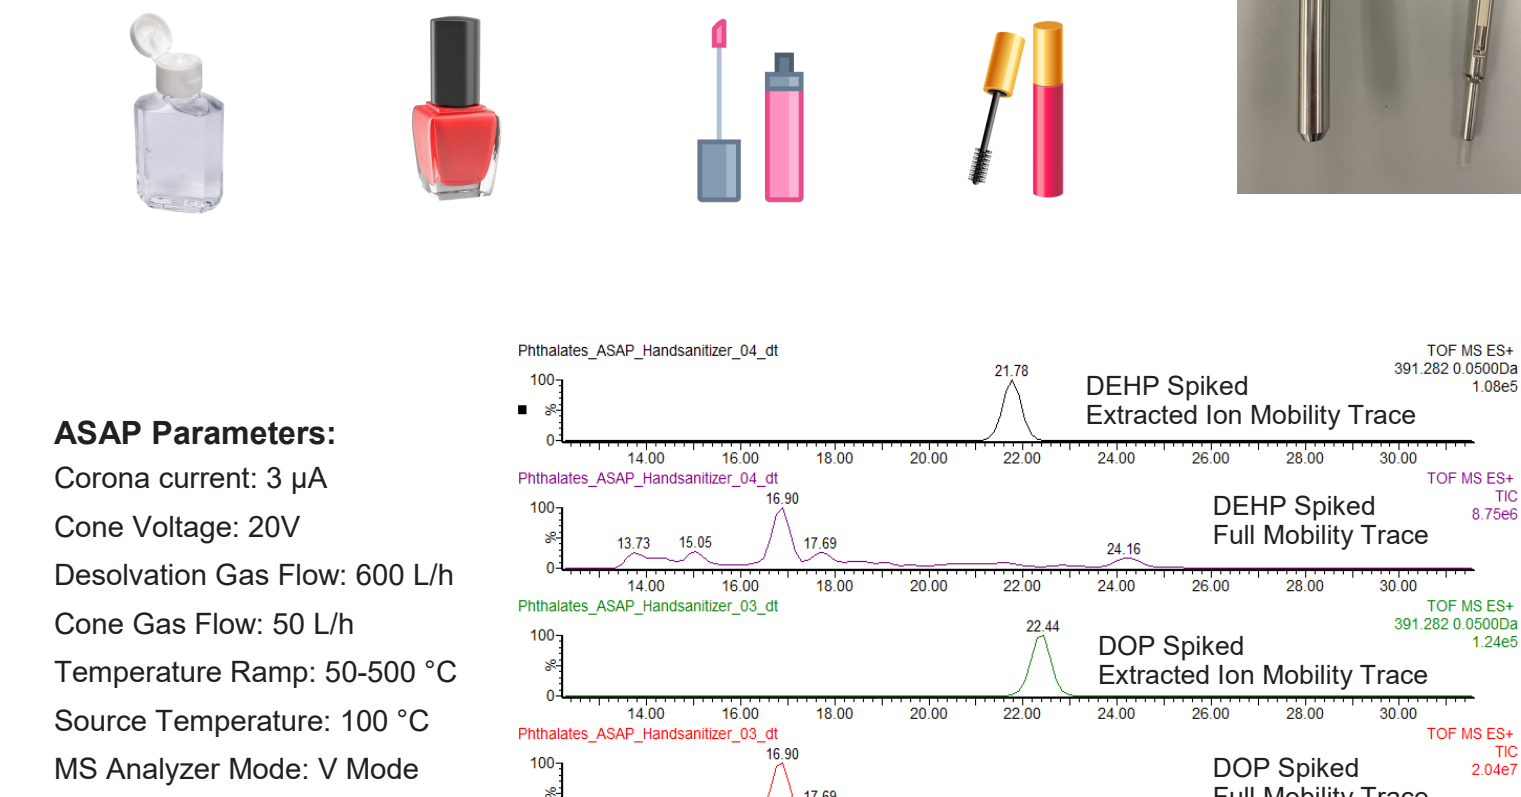 Phthalates_ASAP_Handsanitizer_04_dt
TOF MS ES+
391.282 0.0500Da
1.08e5
21.78
DEHP Spiked
Extracted Ion Mobility Trace
100
%
0
14.00 16.00 18.00 20.00 22.00 24.00 26.00 28.00 30.00
ASAP Parameters:
Corona current: 3 µA
Cone Voltage: 20V
Desolvation Gas Flow: 600 L/h
Cone Gas Flow: 50 L/h
Temperature Ramp: 50-500 °C
Source Temperature: 100 °C
MS Analyzer Mode: V Mode
Phthalates_ASAP_Handsanitizer_04_dt
TOF MS ES+
TIC
8.75e6
16.90
13.73 15.05 17.69 24.16
DEHP Spiked
Full Mobility Trace
100
%
0
14.00 16.00 18.00 20.00 22.00 24.00 26.00 28.00 30.00
Phthalates_ASAP_Handsanitizer_03_dt
TOF MS ES+
391.282 0.0500Da
1.24e5
22.44
DOP Spiked
Extracted Ion Mobility Trace
100
%
0
14.00 16.00 18.00 20.00 22.00 24.00 26.00 28.00 30.00
Phthalates_ASAP_Handsanitizer_03_dt
TOF MS ES+
TIC
2.04e7
16.90
17.69
DOP Spiked
Full Mobility Trace
100
%